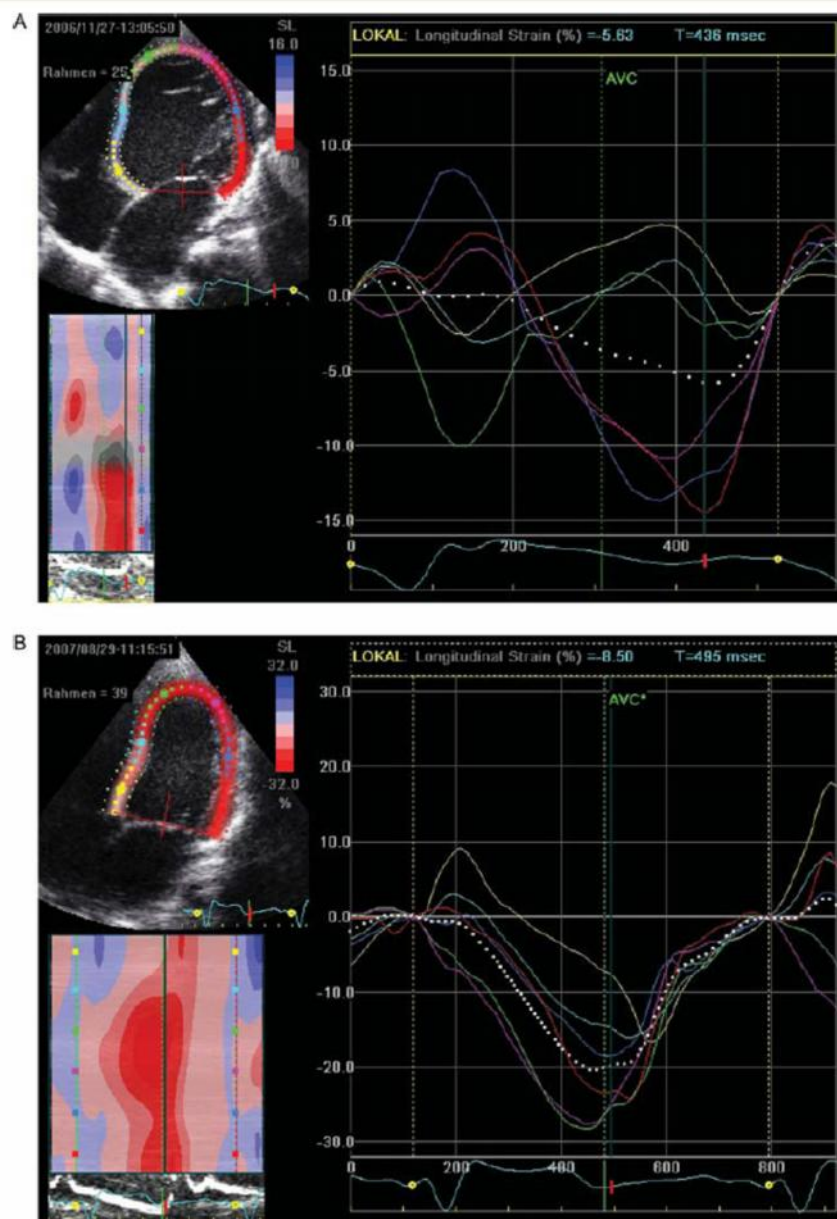 A
2006/11/27-13:05:50
SL
16.0
Rahmen = 25
LOKAL: Longitudinal Strain (%) =-5.63 T=436 msec
AVC
15.0
10.0
5.0
0.0
-5.0
-10.0
-15.0
0
200
400
B
2007/08/29-11:15:51
SL
32.0
Rahmen = 39
-32.0
%
LOKAL: Longitudinal Strain (%) =-8.50 T=495 msec
AVC*
30.0
20.0
10.0
0.0
-10.0
-20.0
-30.0
0
200
400
600
800